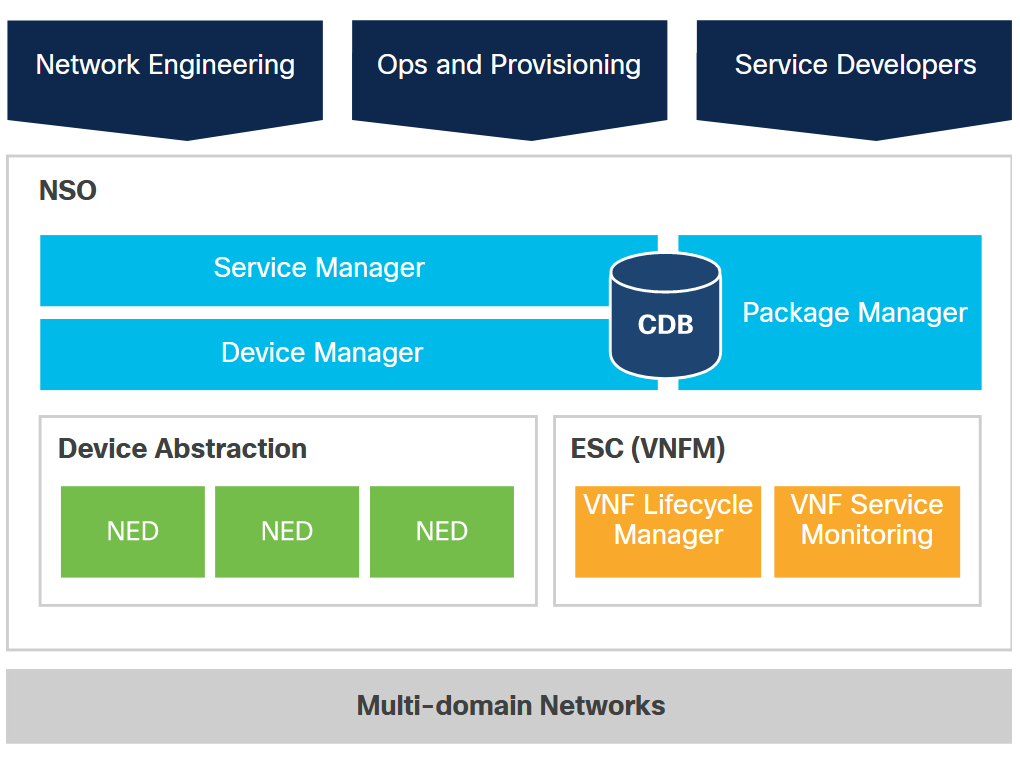 Network Engineering
Ops and Provisioning
Service Developers
NSO
Service Manager
Device Manager
CDB
Package Manager
Device Abstraction
NED
NED
NED
ESC (VNFM)
VNF Lifecycle
Manager
VNF Service
Monitoring
Multi-domain Networks